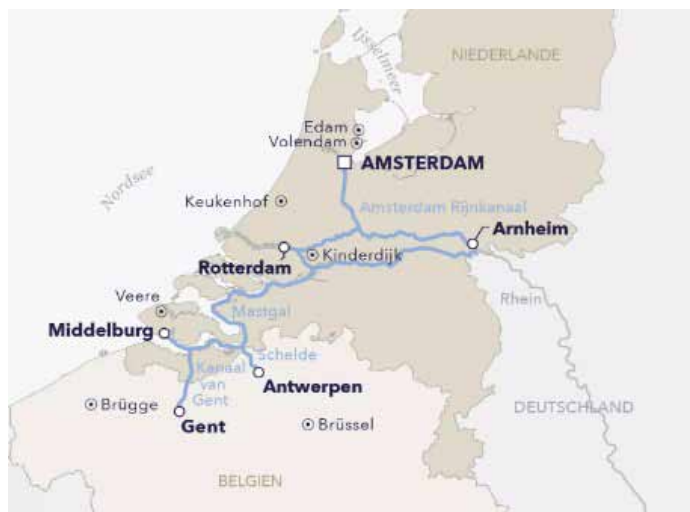 Ijsselmeer
NIEDERLANDE
Edam
Volendam
AMSTERDAM
Nordsee
Keukenhof
Amsterdam Rijnkanaal
Arnheim
Rotterdam
Kinderdijk
Rhein
Veere
Mastgal
Middelburg
Schelde
Kanaal
van
Gent
Antwerpen
Brügge
DEUTSCHLAND
Gent
Brüssel
BELGIEN